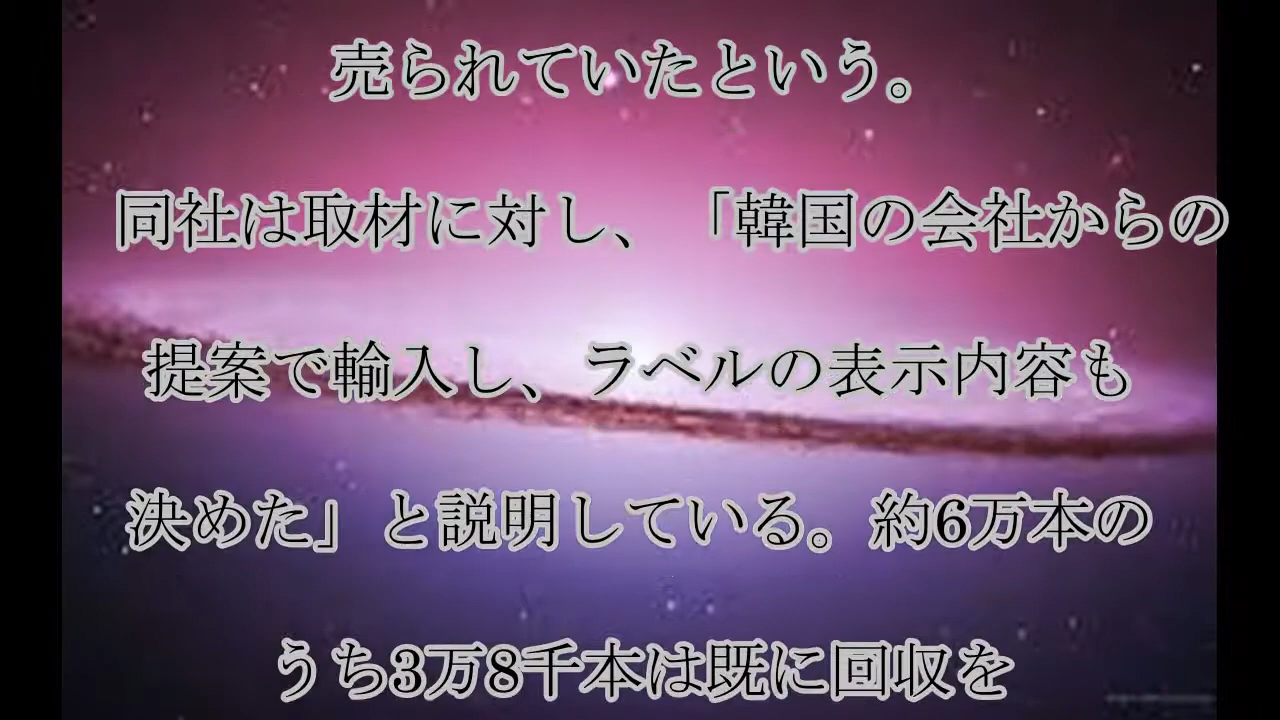 売られていたという。
同社は取材に対し、「韓国の会社からの
提案で輸入し、ラベルの表示内容も
決めた」と説明している。約6万本の
うち3万8千本は既に回収を